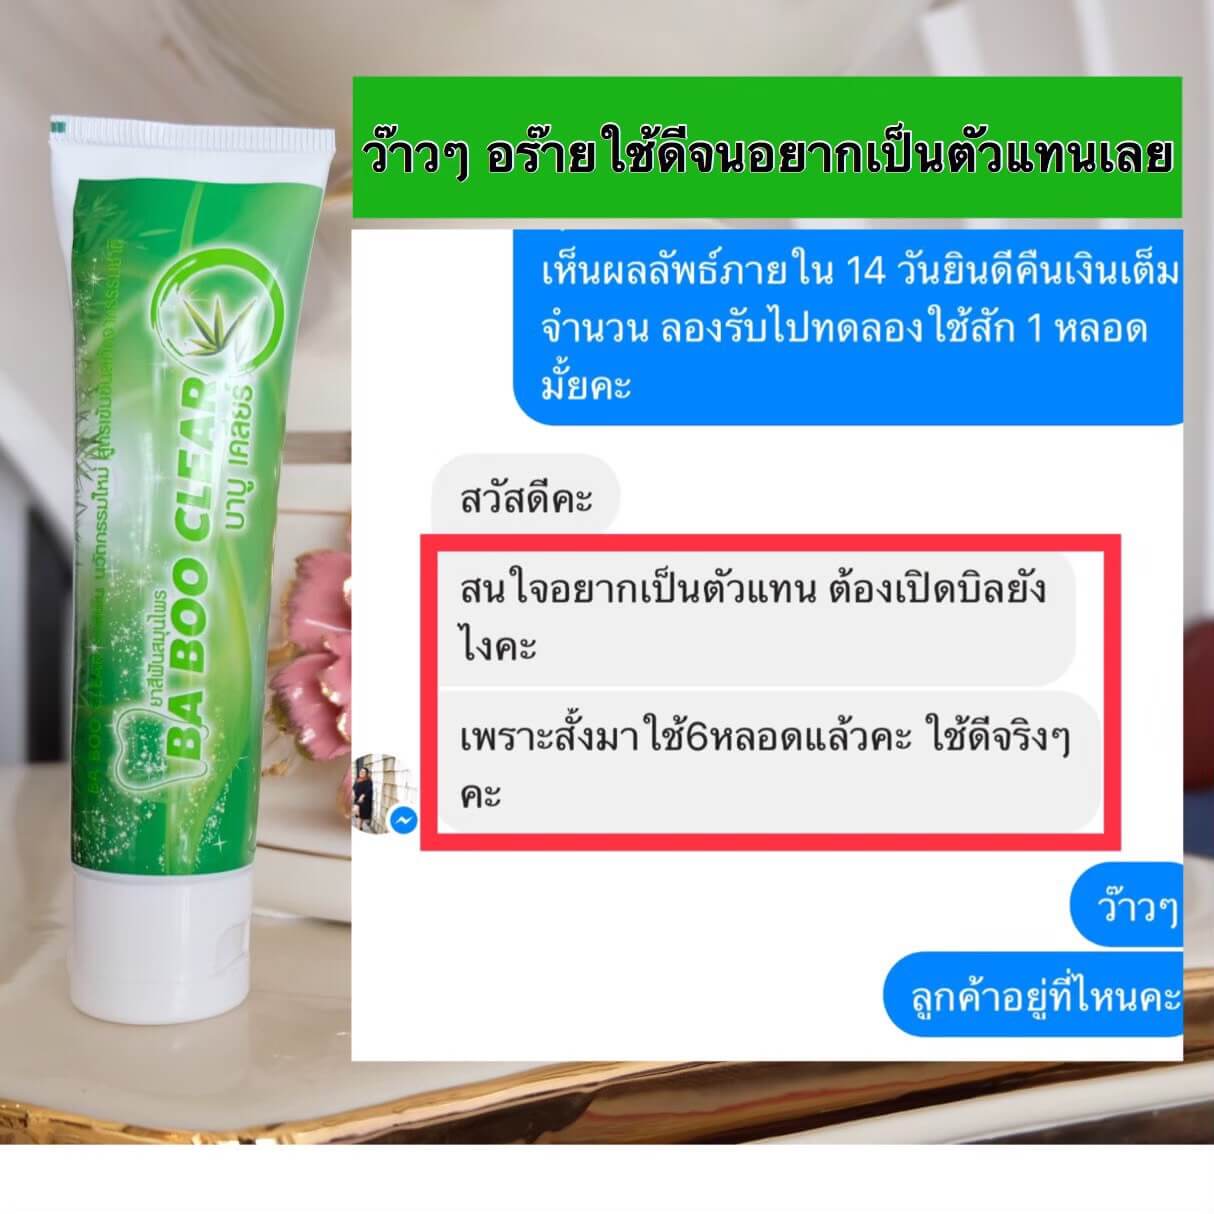 ว๊าวๆ อร๊ายใช้ดีจนอยากเป็นตัวแทนเลย
เห็นผลลัพธ์ภายใน 14 วันยินดีคืนเงินเต็ม
จำนวน ลองรับไปทดลองใช้สัก 1 หลอด
มั้ยคะ
สวัสดีคะ
สนใจอยากเป็นตัวแทน ต้องเปิดบิลยัง
ไงคะ
เพราะสั้งมาใช้6หลอดแล้วคะ ใช้ดีจริงๆ
คะ
ว๊าวๆ
ลูกค้าอยู่ที่ไหนคะ
ยาสีฟันสมุนไพร
BA BOO CLEAR
บาบู เคลียร์